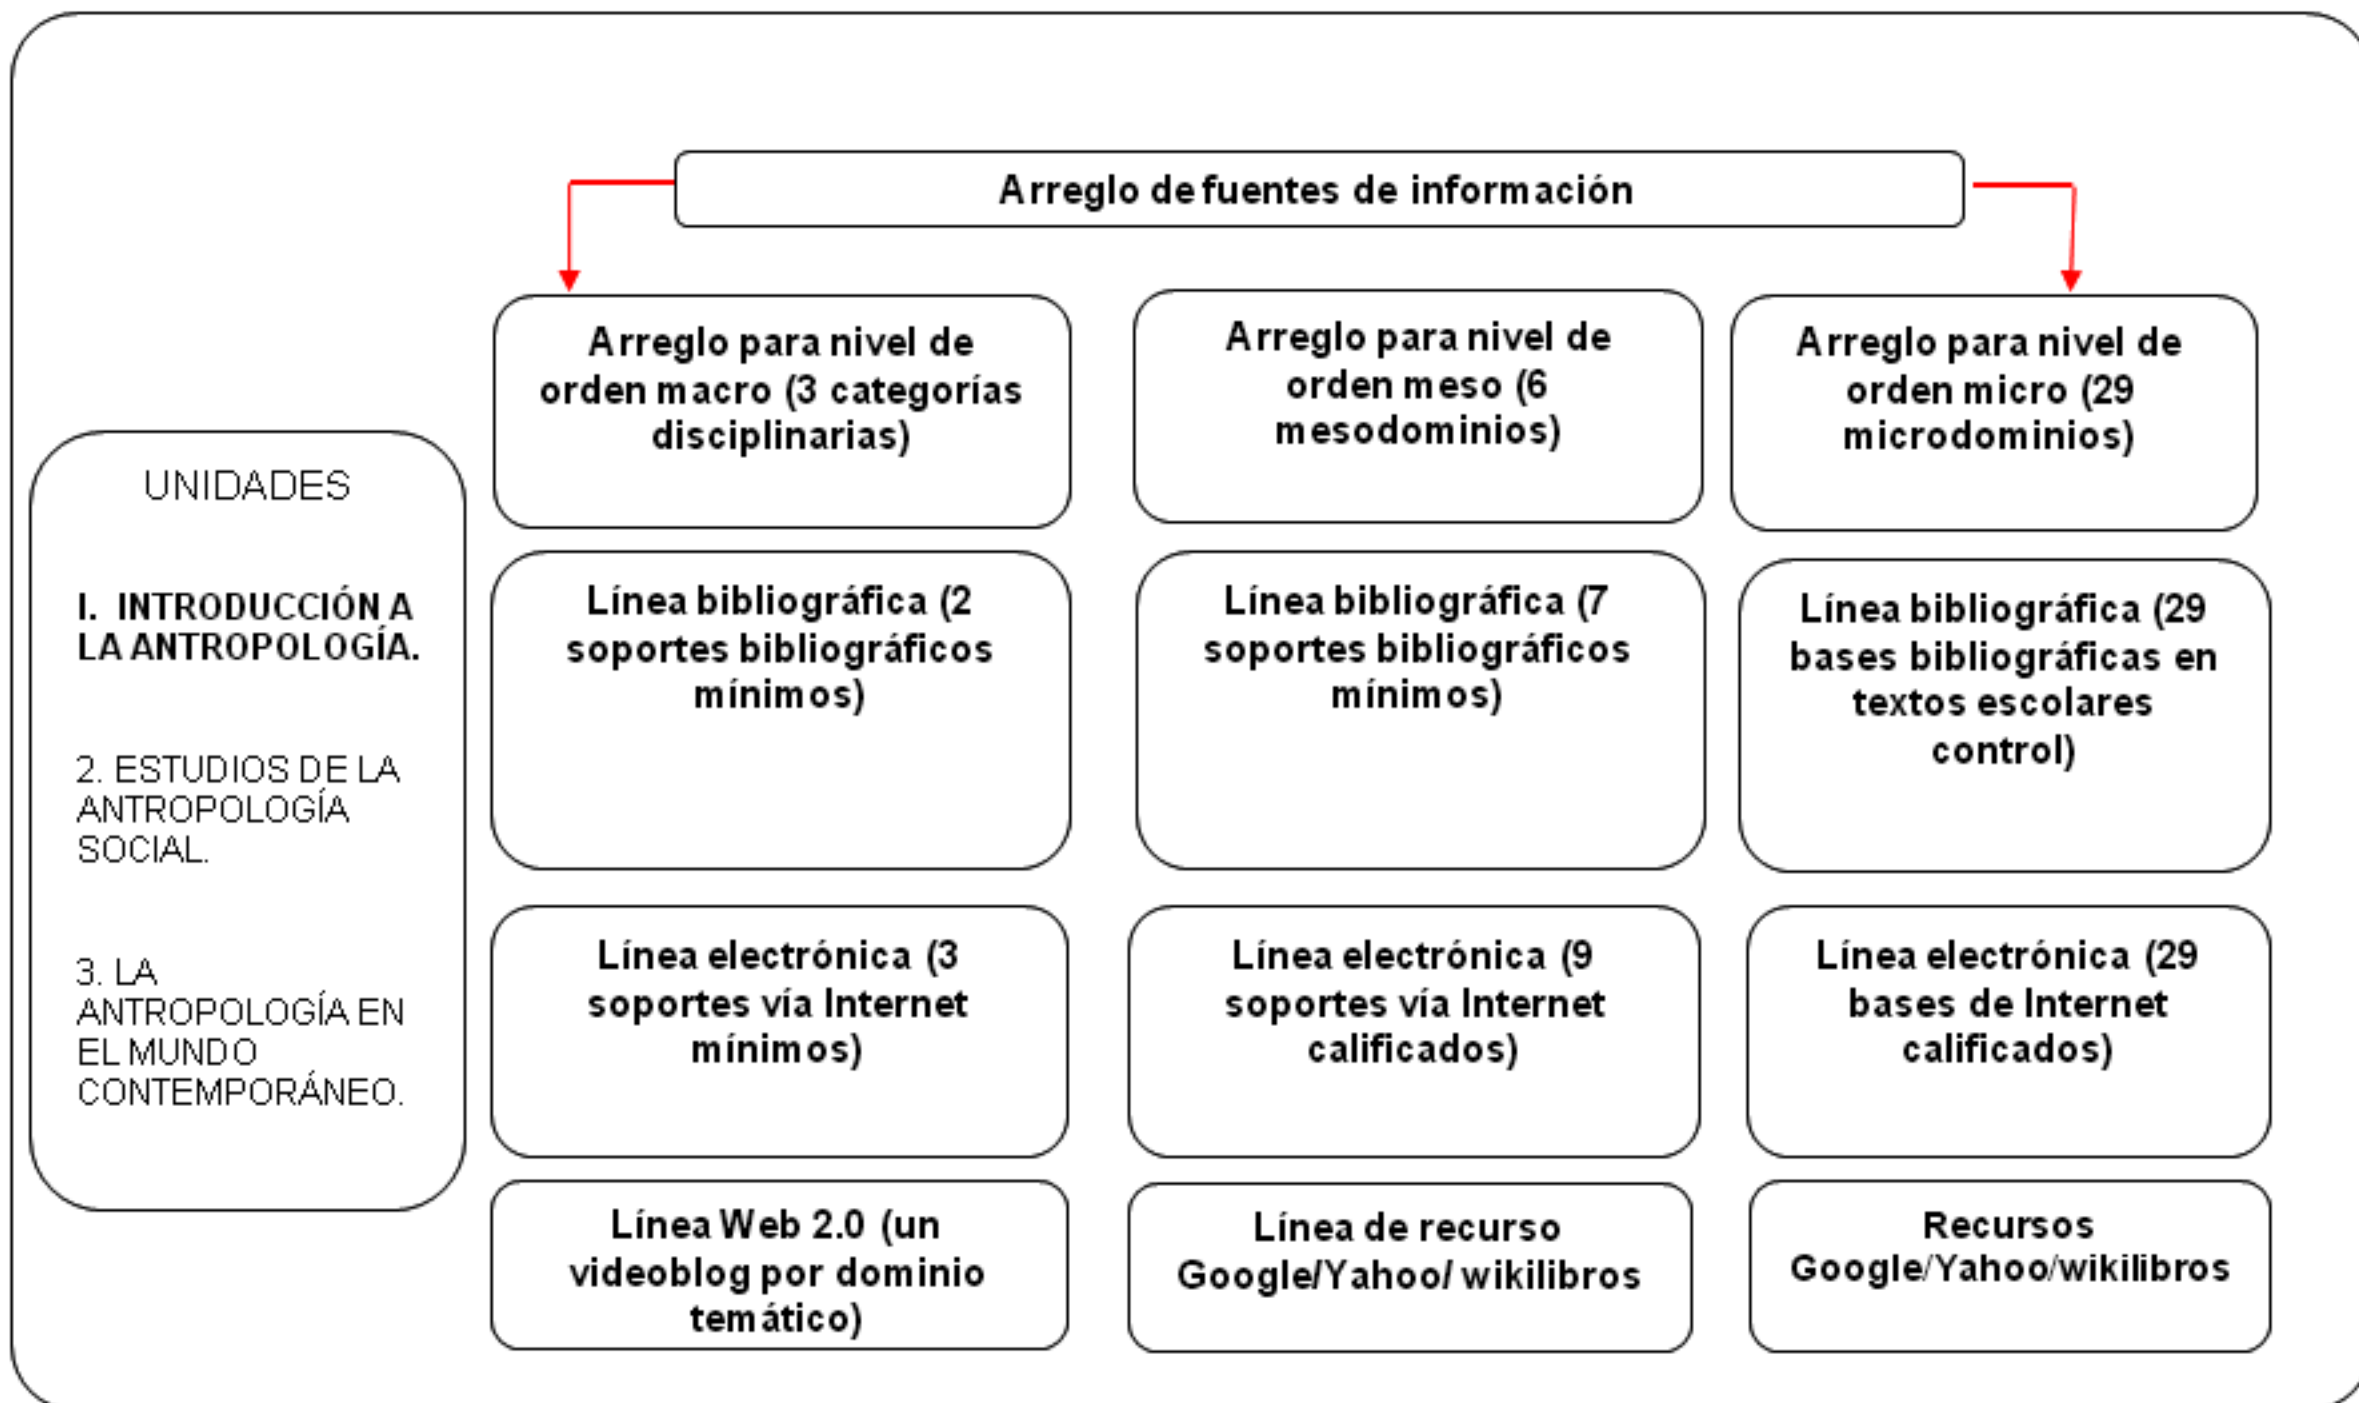 Arreglo de fuentes de información
Arreglo para nivel de
orden macro (3 categorías
disciplinarias)
Arreglo para nivel de
orden meso (6
mesodominios)
Arreglo para nivel de
orden micro (29
microdominios)
UNIDADES
I. INTRODUCCIÓN A
LA ANTROPOLOGÍA.
2. ESTUDIOS DE LA
ANTROPOLOGÍA
SOCIAL.
3. LA
ANTROPOLOGÍA EN
EL MUNDO
CONTEMPORÁNEO.
Línea bibliográfica (2
soportes bibliográficos
mínimos)
Línea bibliográfica (7
soportes bibliográficos
mínimos)
Línea bibliográfica (29
bases bibliográficas en
textos escolares
control)
Línea electrónica (3
soportes vía Internet
mínimos)
Línea electrónica (9
soportes vía Internet
calificados)
Línea electrónica (29
bases de Internet
calificados)
Línea Web 2.0 (un
videoblog por dominio
temático)
Línea de recurso
Google/Yahoo/ wikilibros
Recursos
Google/Yahoo/wikilibros